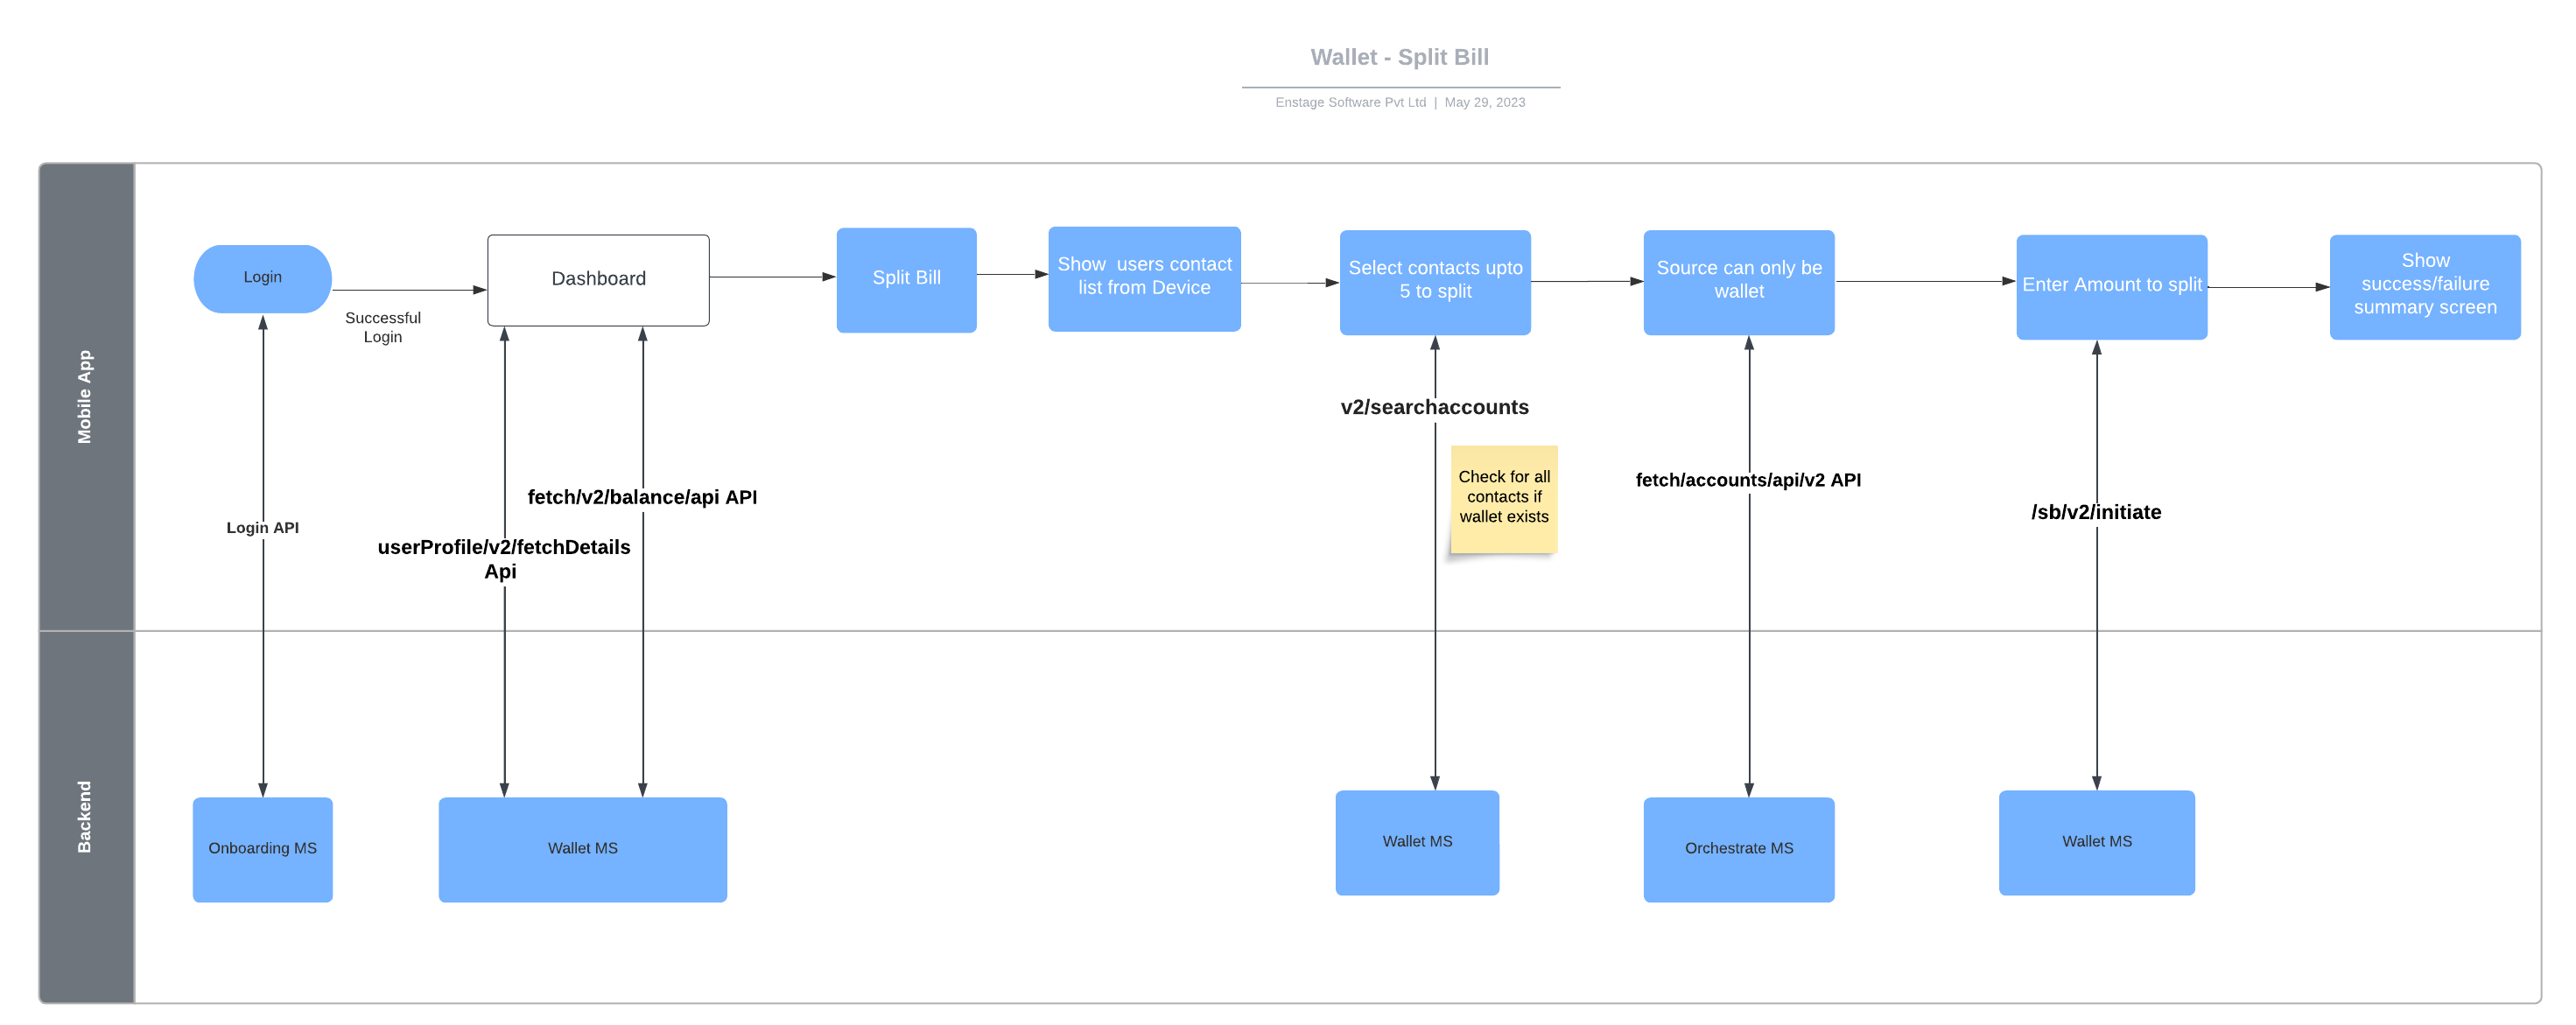 Wallet - Split Bill
Enstage Software Pvt Ltd | May 29, 2023
Mobile App
Login
Successful
Login
Dashboard
Split Bill
Show users contact
list from Device
Select contacts upto
5 to split
Source can only be
wallet
Enter Amount to split
Show
success/failure
summary screen
Login API
userProfile/v2/fetchDetails
Api
fetch/v2/balance/api API
v2/searchaccounts
Check for all
contacts if
wallet exists
fetch/accounts/api/v2 API
/sb/v2/initiate
Backend
Onboarding MS
Wallet MS
Wallet MS
Orchestrate MS
Wallet MS